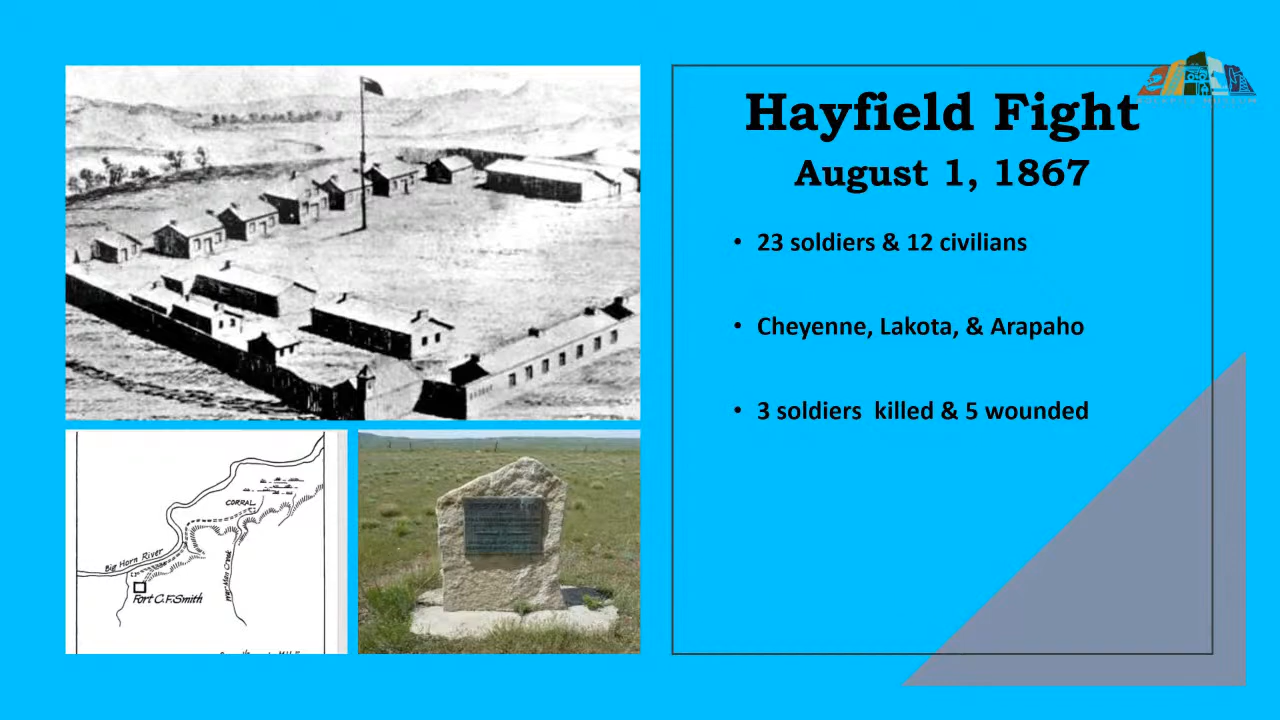 Hayfield Fight
August 1, 1867
• 23 soldiers & 12 civilians
• Cheyenne, Lakota, & Arapaho
• 3 soldiers  killed & 5 wounded
CORRAL
Big Horn River
Fort C.F. Smith